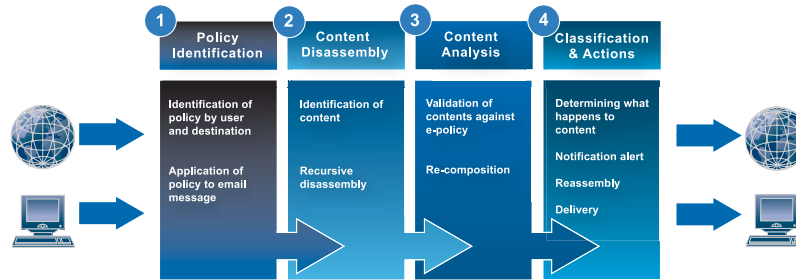 1
Policy
Identification
2
Content
Disassembly
3
Content
Analysis
4
Classification
& Actions
Identification of
policy by user
and destination
Application of
policy to email
message
Identification of
content
Recursive
disassembly
Validation of
contents against
e-policy
Re-composition
Determining what
happens to
content
Notification alert
Reassembly
Delivery